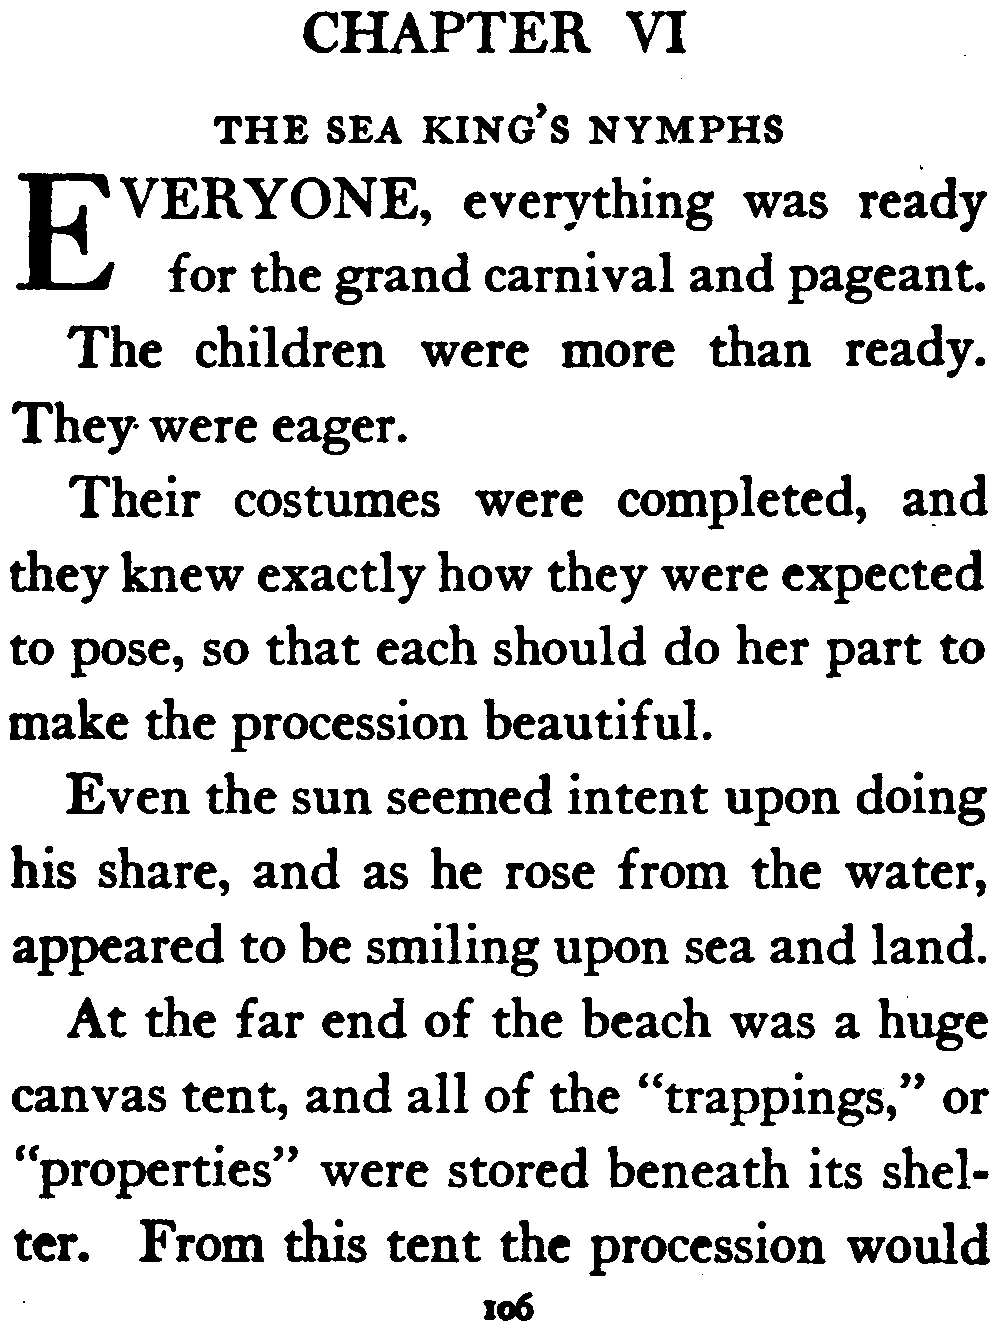 CHAPTER VI
THE SEA KING'S NYMPHS
EVERYONE, everything was ready
for the grand carnival and pageant.
The children were more than ready.
They were eager.
Their costumes were completed, and
they knew exactly how they were expected
to pose, so that each should do her part to
make the procession beautiful.
Even the sun seemed intent upon doing
his share, and as he rose from the water,
appeared to be smiling upon sea and land.
At the far end of the beach was a huge
canvas tent, and all of the “trappings,” or
“properties” were stored beneath its shel-
ter. From this tent the procession would
106